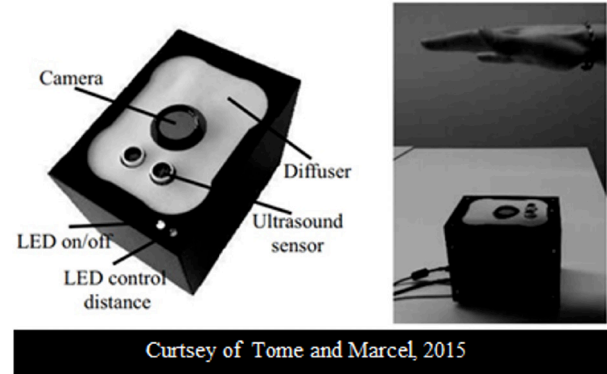 Camera
Diffuser
Ultrasound
sensor
LED on/off
LED control
distance
Curtsey of Tome and Marcel, 2015